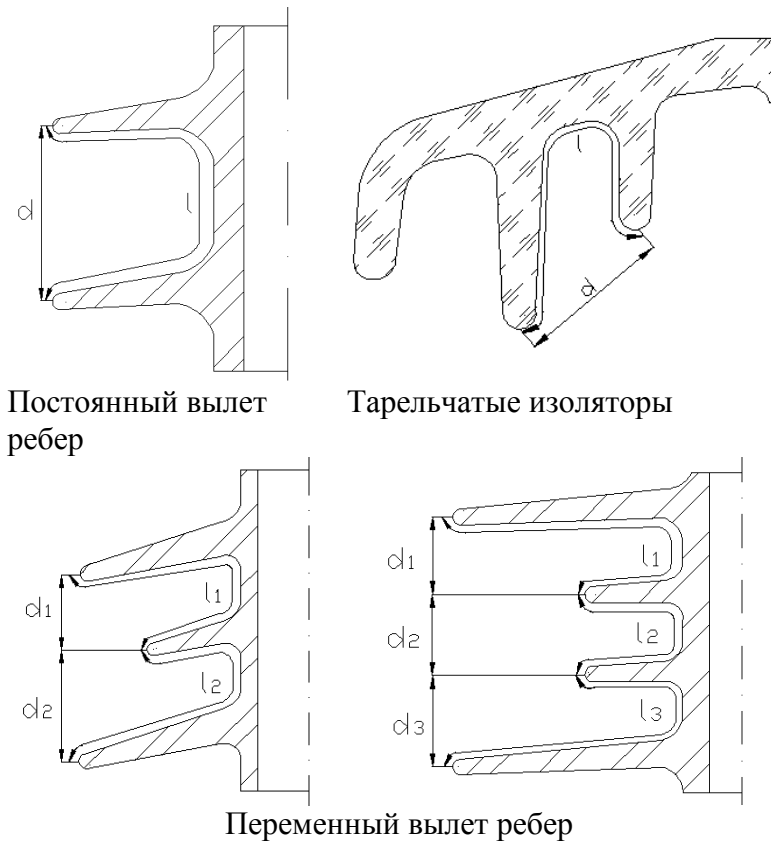 d
l
l
d
Постоянный вылет
ребер
Тарельчатые изоляторы
d1
l1
d2
l2
d1
l1
d2
l2
d3
l3
Переменный вылет ребер